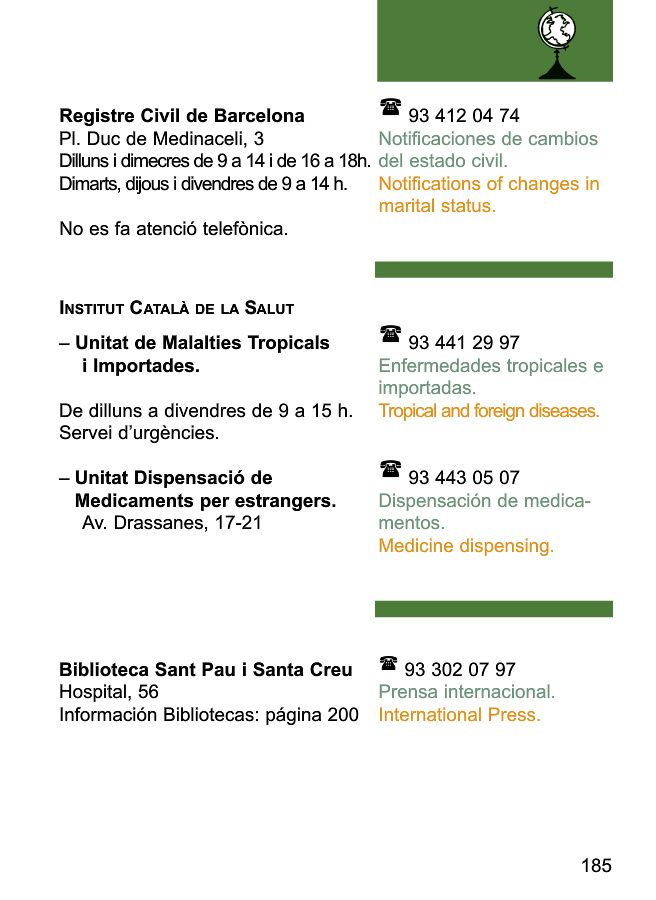 Registre Civil de Barcelona
Pl. Duc de Medinaceli, 3
Dilluns i dimecres de 9 a 14 i de 16 a 18h.
Dimarts, dijous i divendres de 9 a 14 h.
No es fa atenció telefònica.
☎ 93 412 04 74
Notificaciones de cambios
del estado civil.
Notifications of changes in
marital status.
INSTITUT CATALÀ DE LA SALUT
– Unitat de Malalties Tropicals
i Importades.
De dilluns a divendres de 9 a 15 h.
Servei d’urgències.
☎ 93 441 29 97
Enfermedades tropicales e
importadas.
Tropical and foreign diseases.
– Unitat Dispensació de
Medicaments per estrangers.
Av. Drassanes, 17-21
☎ 93 443 05 07
Dispensación de medica-
mentos.
Medicine dispensing.
Biblioteca Sant Pau i Santa Creu
Hospital, 56
Información Bibliotecas: página 200
☎ 93 302 07 97
Prensa internacional.
International Press.
185